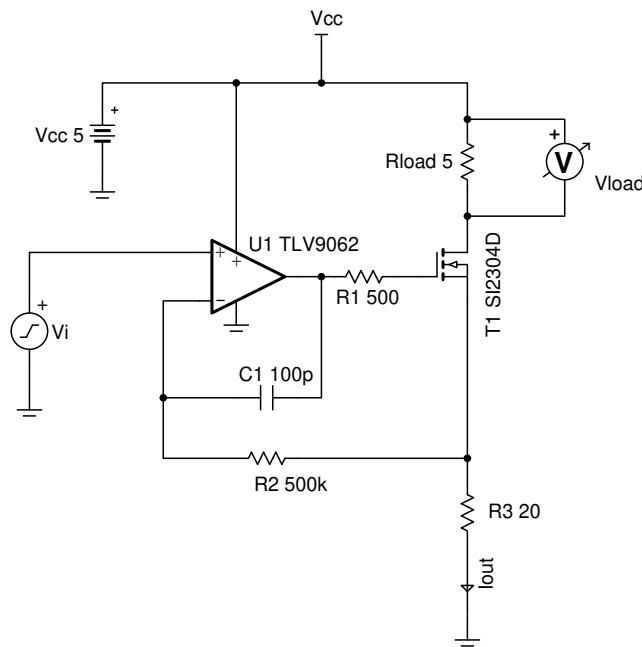 Vcc
Vcc 5
+
Rload 5
+
V
Vload
U1 TLV9062
+
+
+
-
Vi
R1 500
T1 SI2304D
C1 100p
R2 500k
R3 20
Iout